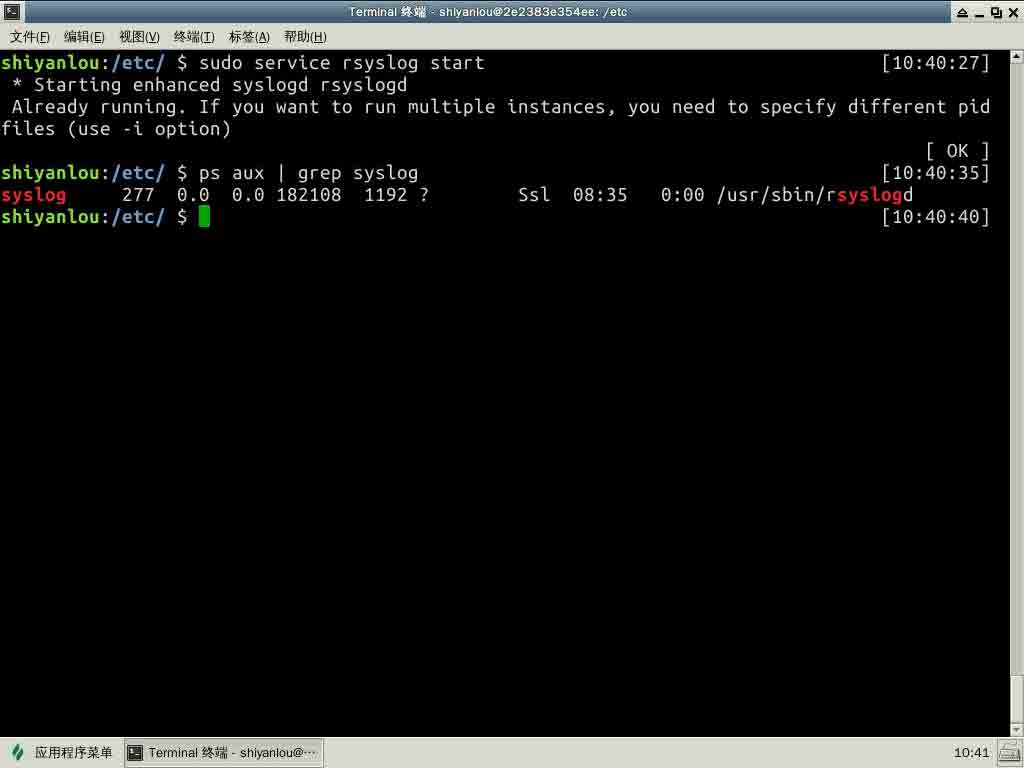 Terminal 终端 - shiyanlou@2e2383e354ee: /etc
文件(F) 编辑(E) 视图(V) 终端(T) 标签(A) 帮助(H)
shiyanlou:/etc/ $ sudo service rsyslog start [10:40:27]
* Starting enhanced syslogd rsyslogd
Already running. If you want to run multiple instances, you need to specify different pid
files (use -i option)
[ OK ]
shiyanlou:/etc/ $ ps aux | grep syslog [10:40:35]
syslog 277 0.0 0.0 182108 1192 ? Ssl 08:35 0:00 /usr/sbin/rsyslogd
shiyanlou:/etc/ $ [10:40:40]
应用程序菜单 Terminal 终端 - shiyanlou@··· 10:41